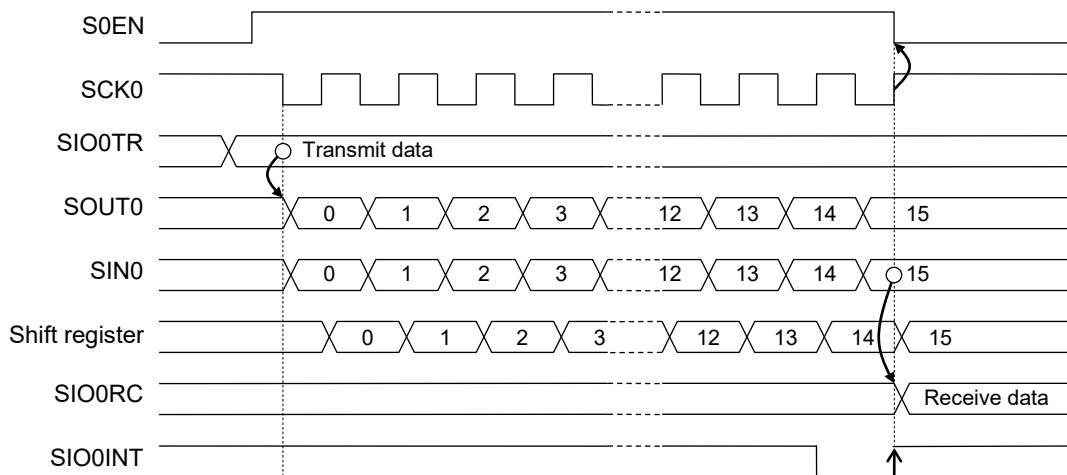 S0EN
SCK0
SIO0TR
Transmit data
SOUT0
0 1 2 3 12 13 14 15
SIN0
0 1 2 3 12 13 14 15
Shift register
0 1 2 3 12 13 14 15
SIO0RC
Receive data
SIO0INT